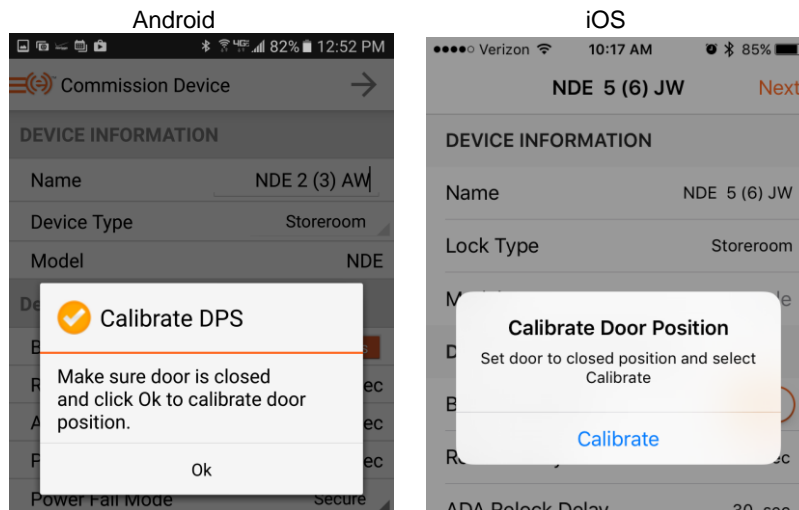 Android
82% 12:52 PM
Commission Device
DEVICE INFORMATION
Name NDE 2 (3) AW
Device Type Storeroom
Model NDE
De
B s
Calibrate DPS
R ec
Make sure door is closed
and click Ok to calibrate door
position.
A ec
P ec
Ok
Power Fail Mode Secure
iOS
Verizon 10:17 AM 85%
NDE 5 (6) JW Next
DEVICE INFORMATION
Name NDE 5 (6) JW
Lock Type Storeroom
Calibrate Door Position
Set door to closed position and select
Calibrate
Calibrate
ADA Relock Delay 30 sec